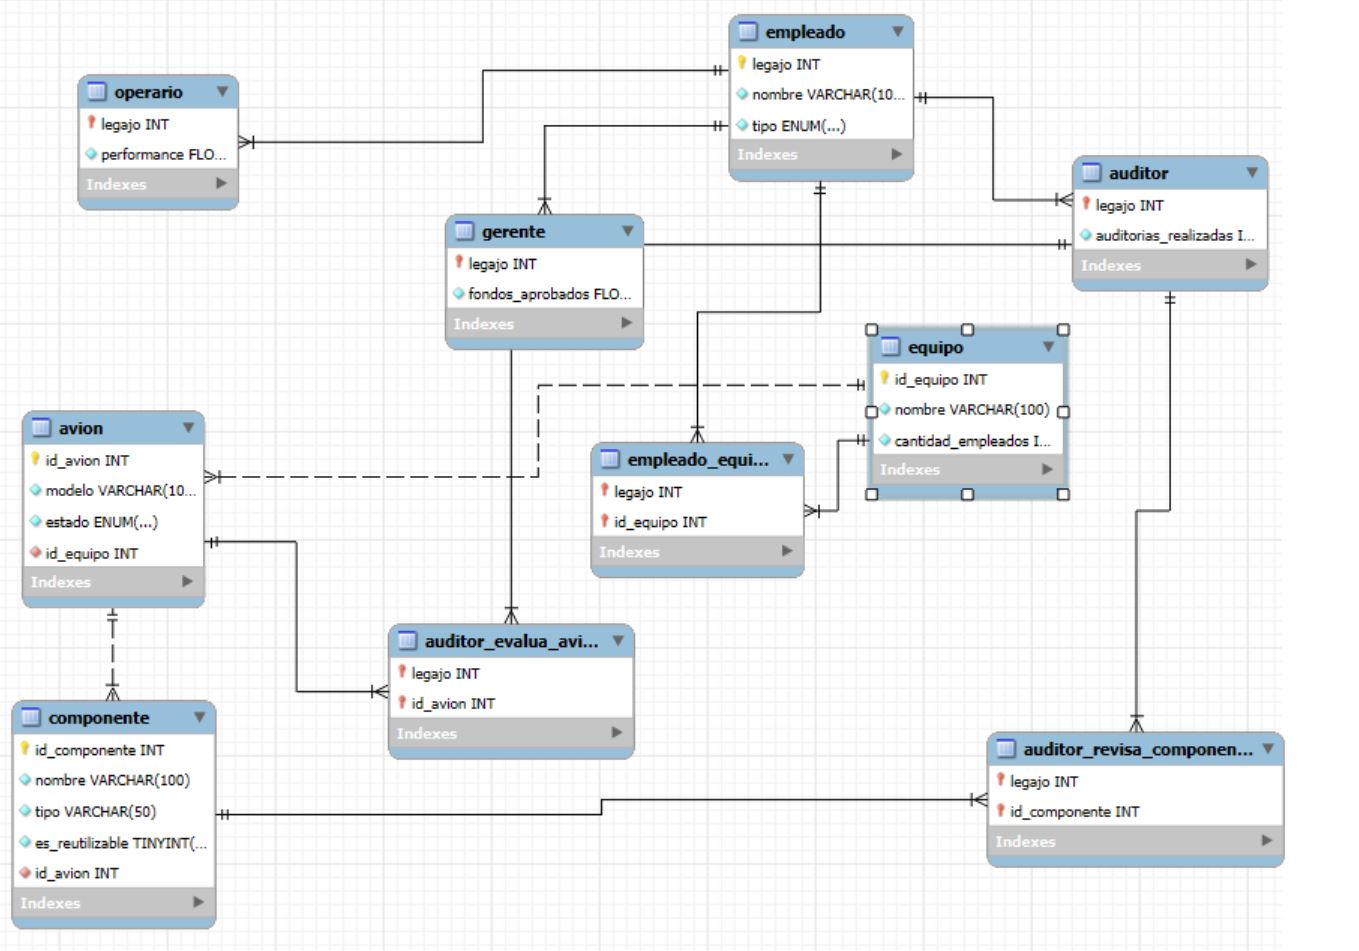 empleado
legajo INT
nombre VARCHAR(10...
tipo ENUM(...)
Indexes
operario
legajo INT
performance FLO...
Indexes
auditor
legajo INT
auditorias_realizadas I...
Indexes
gerente
legajo INT
fondos_aprobados FLO...
Indexes
equipo
id_equipo INT
nombre VARCHAR(100)
cantidad_empleados I...
Indexes
avion
id_avion INT
modelo VARCHAR(10...
estado ENUM(...)
id_equipo INT
Indexes
empleado_equi...
legajo INT
id_equipo INT
Indexes
auditor_evalua_avi...
legajo INT
id_avion INT
Indexes
componente
id_componente INT
nombre VARCHAR(100)
tipo VARCHAR(50)
es_reutilizable TINYINT(...
id_avion INT
Indexes
auditor_revisa_componen...
legajo INT
id_componente INT
Indexes